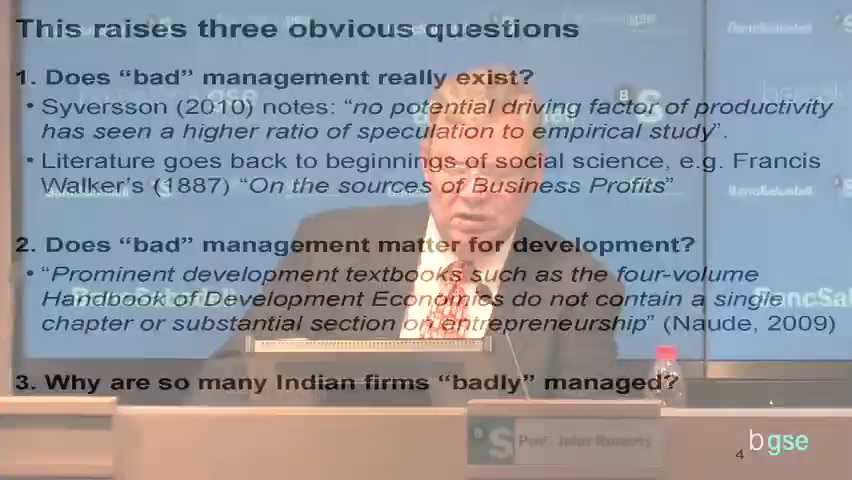 This raises three obvious questions
1. Does “bad” management really exist?
• Syversson (2010) notes: “no potential driving factor of productivity
has seen a higher ratio of speculation to empirical study”.
• Literature goes back to beginnings of social science, e.g. Francis
Walker’s (1887) “On the sources of Business Profits”
2. Does “bad” management matter for development?
• “Prominent development textbooks such as the four-volume
Handbook of Development Economics do not contain a single
chapter or substantial section on entrepreneurship” (Naude, 2009)
3. Why are so many Indian firms “badly” managed?
BS
Prof. John Roberts
4
bgse